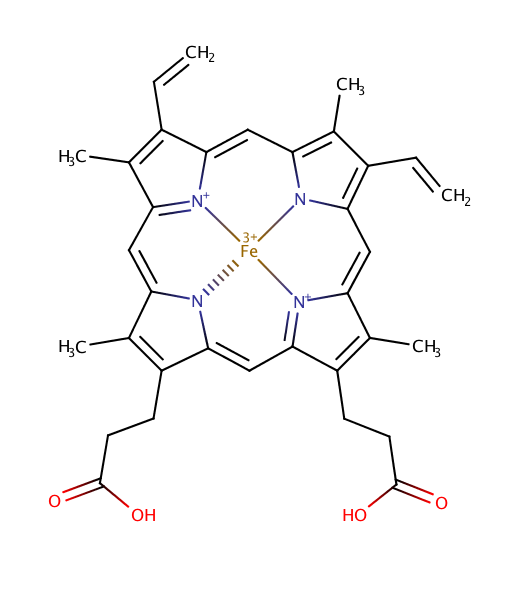 CH₂
CH₃
H₃C
CH₂
N⁺
N
3+
Fe
N
N⁺
H₃C
CH₃
O
OH
HO
O